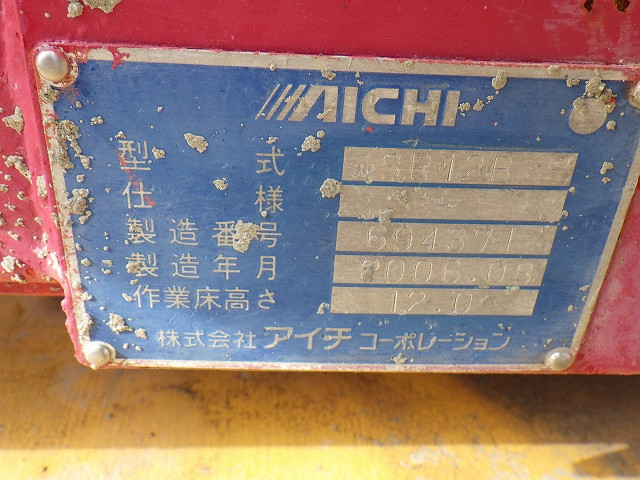 AICHI
型式 SR12B
仕様
製造番号 694371
製造年月 2006.08
作業床高さ 12.0
株式会社 アイチ コーポレーション